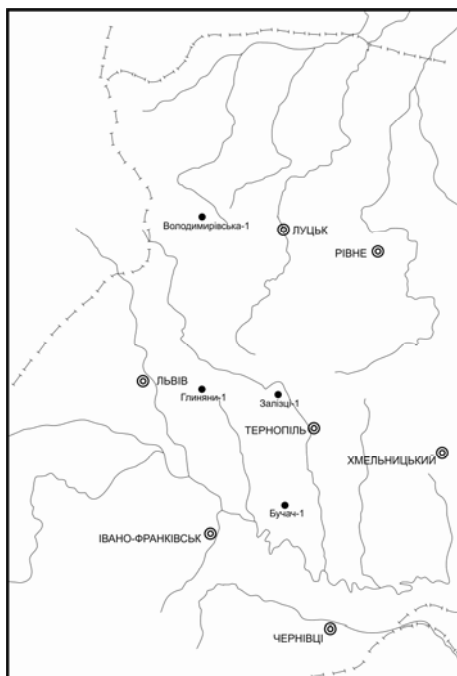 Володимирівська-1
ЛУЦЬК
РІВНЕ
ЛЬВІВ
Глиняни-1
Залізці-1
ТЕРНОПІЛЬ
ХМЕЛЬНИЦЬКИЙ
Бучач-1
ІВАНО-ФРАНКІВСЬК
ЧЕРНІВЦІ